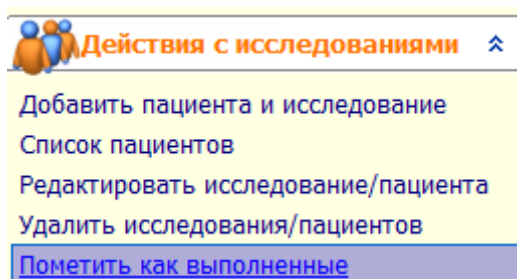 Действия с исследованиями
Добавить пациента и исследование
Список пациентов
Редактировать исследование/пациента
Удалить исследования/пациентов
Пометить как выполненные